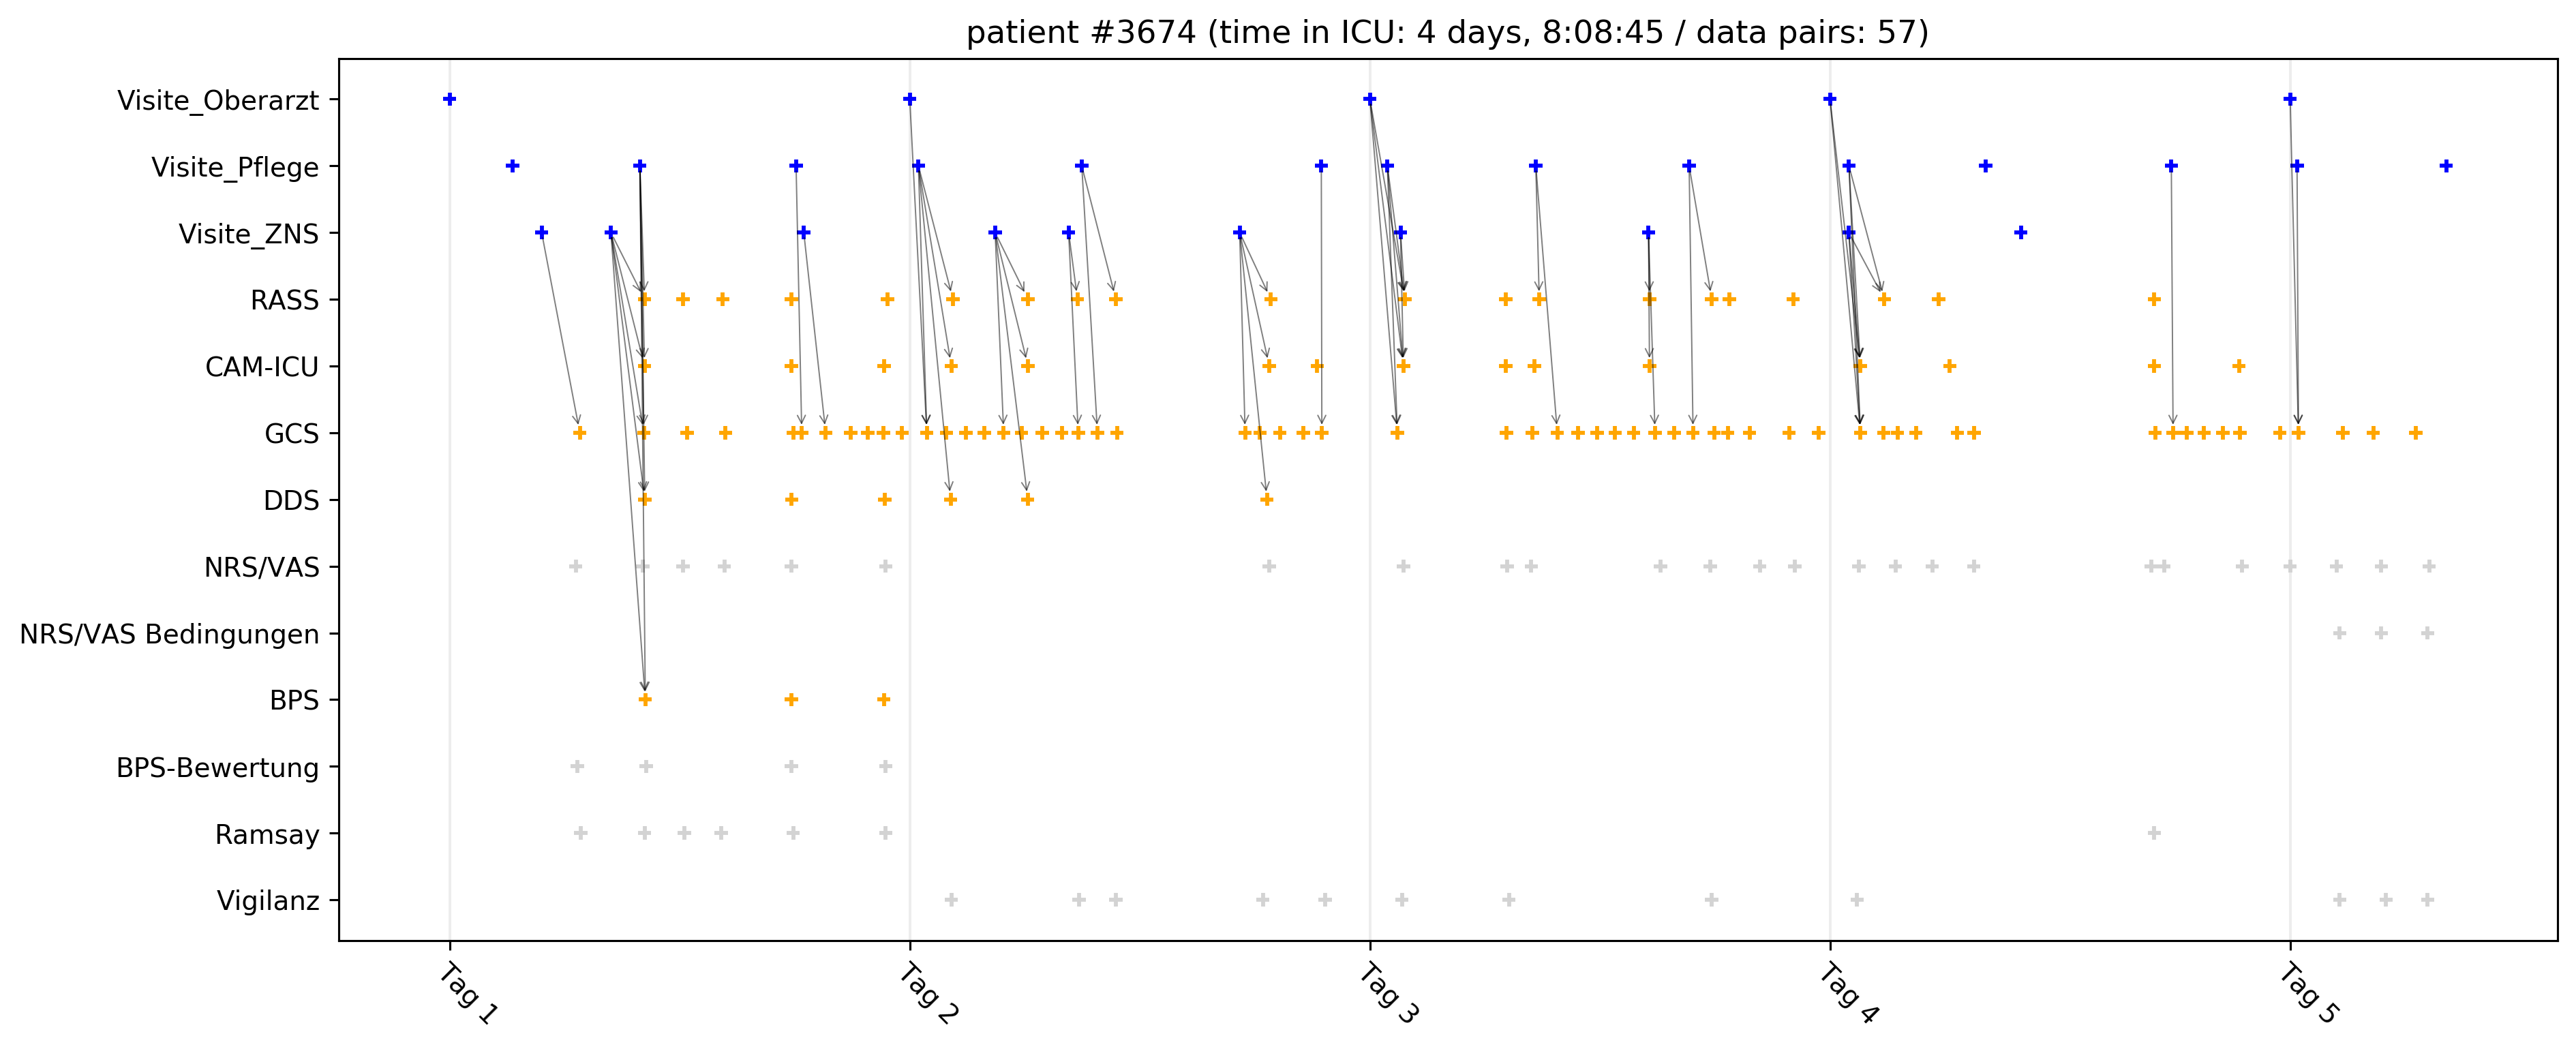 patient #3674 (time in ICU: 4 days, 8:08:45 / data pairs: 57)
Visite_Oberarzt
Visite_Pflege
Visite_ZNS
RASS
CAM-ICU
GCS
DDS
NRS/VAS
NRS/VAS Bedingungen
BPS
BPS-Bewertung
Ramsay
Vigilanz
Tag 1
Tag 2
Tag 3
Tag 4
Tag 5